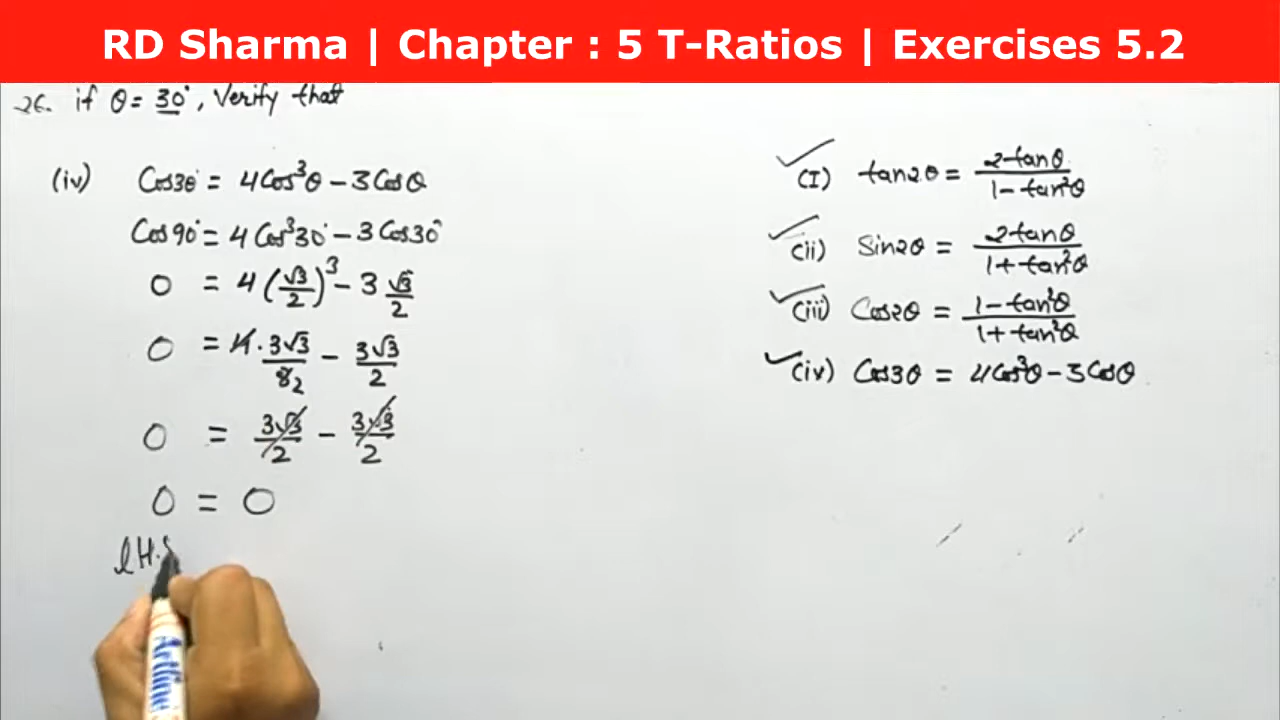 RD Sharma | Chapter : 5 T-Ratios | Exercises 5.2
26. if θ = 30°, Verify that
(iv) Cos3θ = 4Cos³θ - 3Cosθ
Cos90° = 4Cos³30° - 3Cos30°
0 = 4(√3/2)³ - 3 √3/2
0 = 4 . 3√3/8 2 - 3√3/2
0 = 3√3/2 - 3√3/2
0 = 0
LH.S
(I) tan2θ = 2tanθ/1 - tan²θ
(ii) Sin2θ = 2tanθ/1 + tan²θ
(iii) Cos2θ = 1 - tan²θ/1 + tan²θ
(iv) Cos3θ = 4Cos³θ - 3Cosθ
Artline